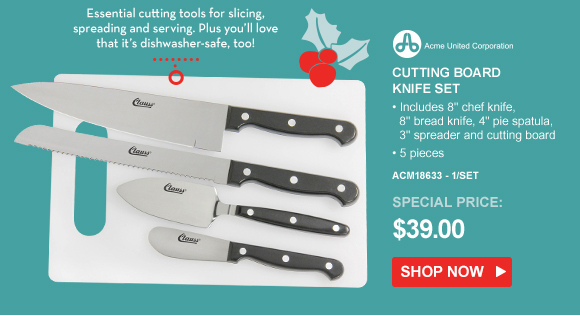 Essential cutting tools for slicing,
spreading and serving. Plus you'll love
that it's dishwasher-safe, too!
Acme United Corporation
CUTTING BOARD
KNIFE SET
• Includes 8" chef knife,
8" bread knife, 4" pie spatula,
3" spreader and cutting board
• 5 pieces
ACM18633 - 1/SET
SPECIAL PRICE:
$39.00
SHOP NOW
Clauss
Clauss
Clauss
Clauss